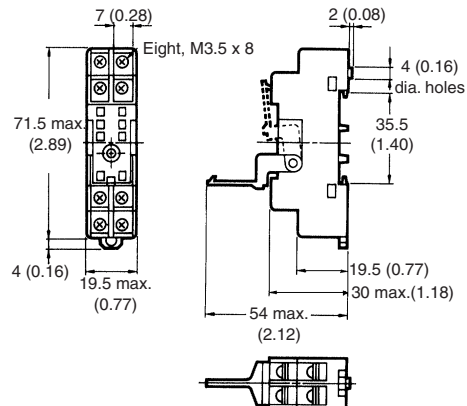 7 (0.28)
Eight, M3.5 x 8
71.5 max.
(2.89)
4 (0.16)
19.5 max.
(0.77)
2 (0.08)
4 (0.16)
dia. holes
35.5
(1.40)
19.5 (0.77)
30 max.(1.18)
54 max.
(2.12)